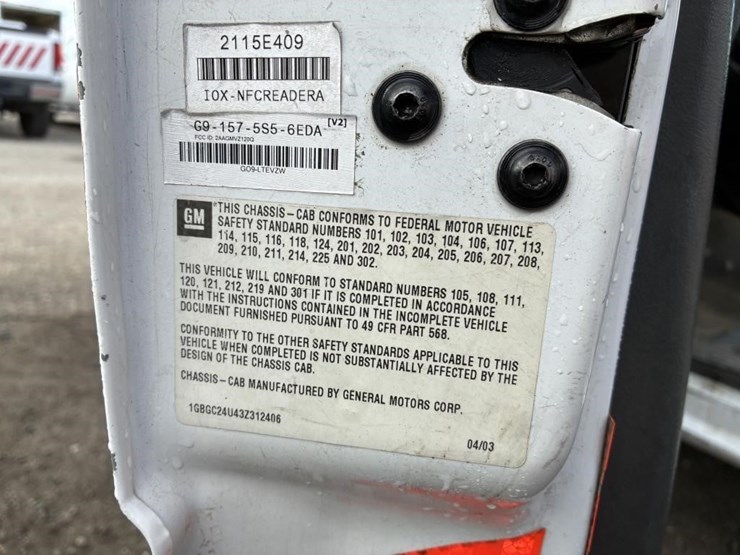 2115E409
IOX-NFCREADERA
G9-157-5S5-6EDA [V2]
FCC ID: 2AAGMVZ120G
GO9-LTEVZW
GM
THIS CHASSIS-CAB CONFORMS TO FEDERAL MOTOR VEHICLE
SAFETY STANDARD NUMBERS 101, 102, 103, 104, 106, 107, 113,
114, 115, 116, 118, 124, 201, 202, 203, 204, 205, 206, 207, 208,
209, 210, 211, 214, 225 AND 302.
THIS VEHICLE WILL CONFORM TO STANDARD NUMBERS 105, 108, 111,
120, 121, 212, 219 AND 301 IF IT IS COMPLETED IN ACCORDANCE
WITH THE INSTRUCTIONS CONTAINED IN THE INCOMPLETE VEHICLE
DOCUMENT FURNISHED PURSUANT TO 49 CFR PART 568.
CONFORMITY TO THE OTHER SAFETY STANDARDS APPLICABLE TO THIS
VEHICLE WHEN COMPLETED IS NOT SUBSTANTIALLY AFFECTED BY THE
DESIGN OF THE CHASSIS CAB.
CHASSIS-CAB MANUFACTURED BY GENERAL MOTORS CORP.
1GBGC24U43Z312406
04/03